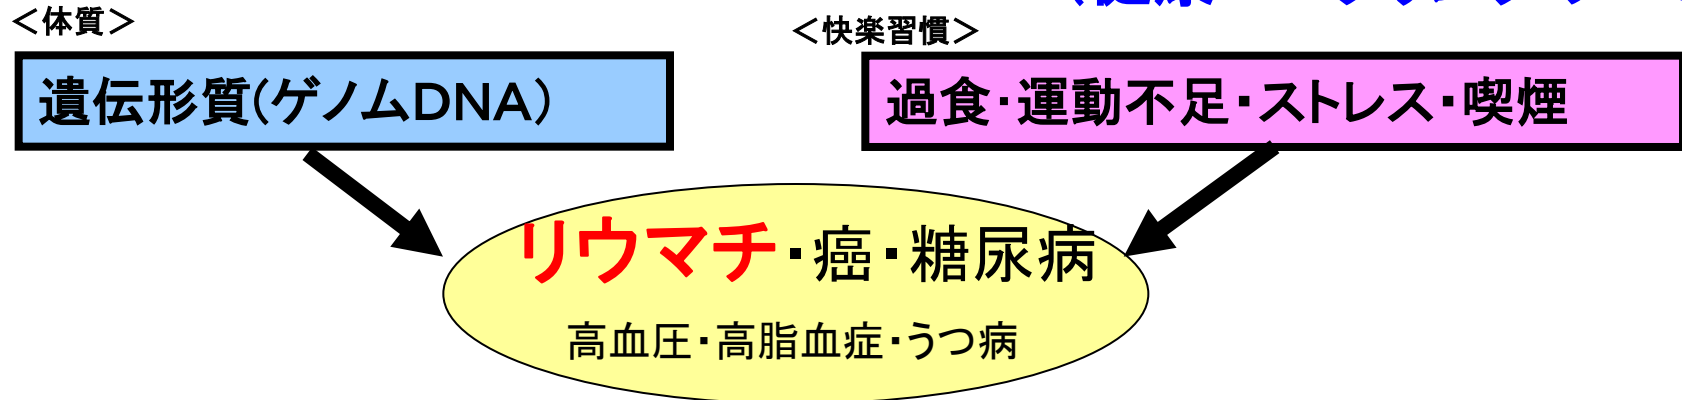 ＜体質＞
＜快楽習慣＞
遺伝形質(ゲノムDNA)
過食・運動不足・ストレス・喫煙
リウマチ・癌・糖尿病
高血圧・高脂血症・うつ病